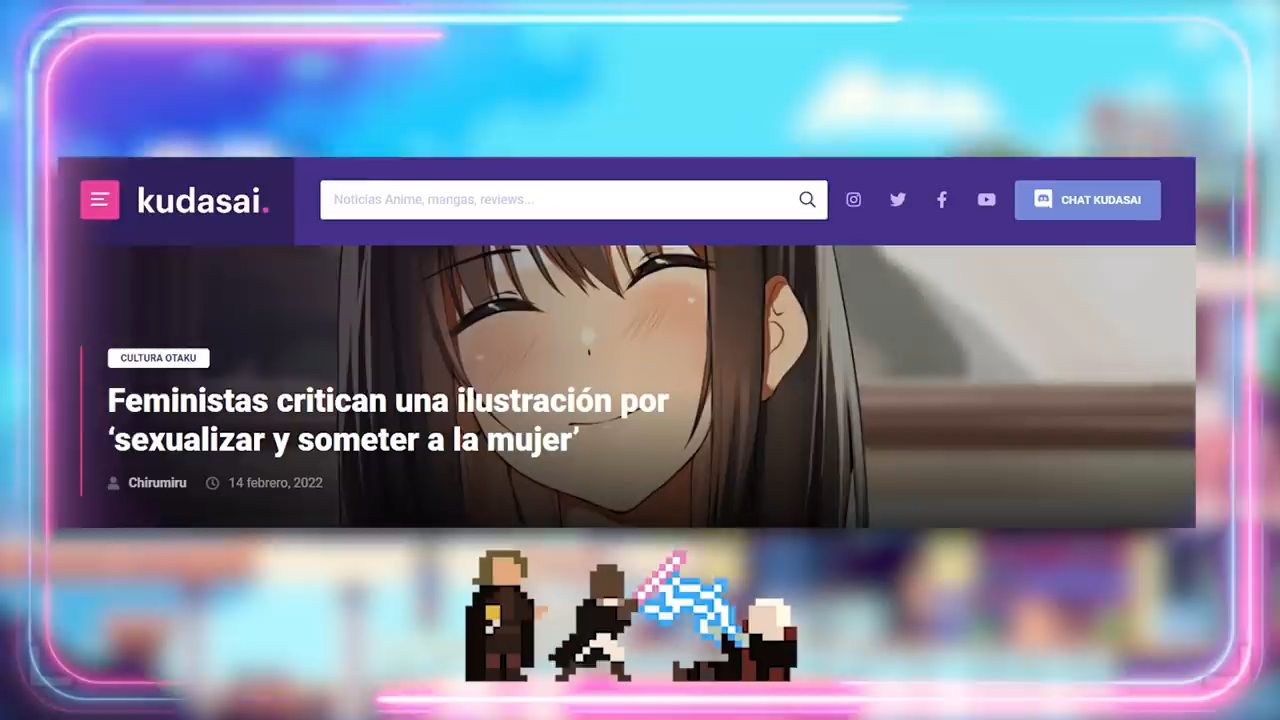 kudasai.
Noticias Anime, mangas, reviews...
CHAT KUDASAI
CULTURA OTAKU
Feministas critican una ilustración por
‘sexualizar y someter a la mujer’
Chirumiru 14 febrero, 2022